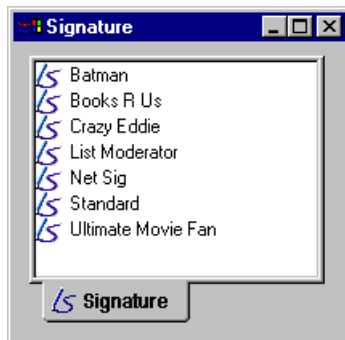 Signature
Batman
Books R Us
Crazy Eddie
List Moderator
Net Sig
Standard
Ultimate Movie Fan
Signature